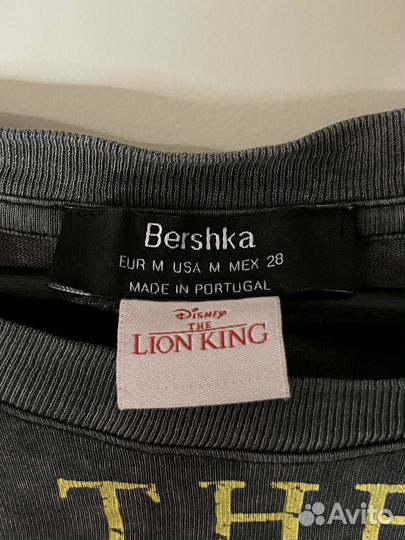 Bershka
EUR M USA M MEX 28
MADE IN PORTUGAL
Disney
THE
LION KING
THE
Avito